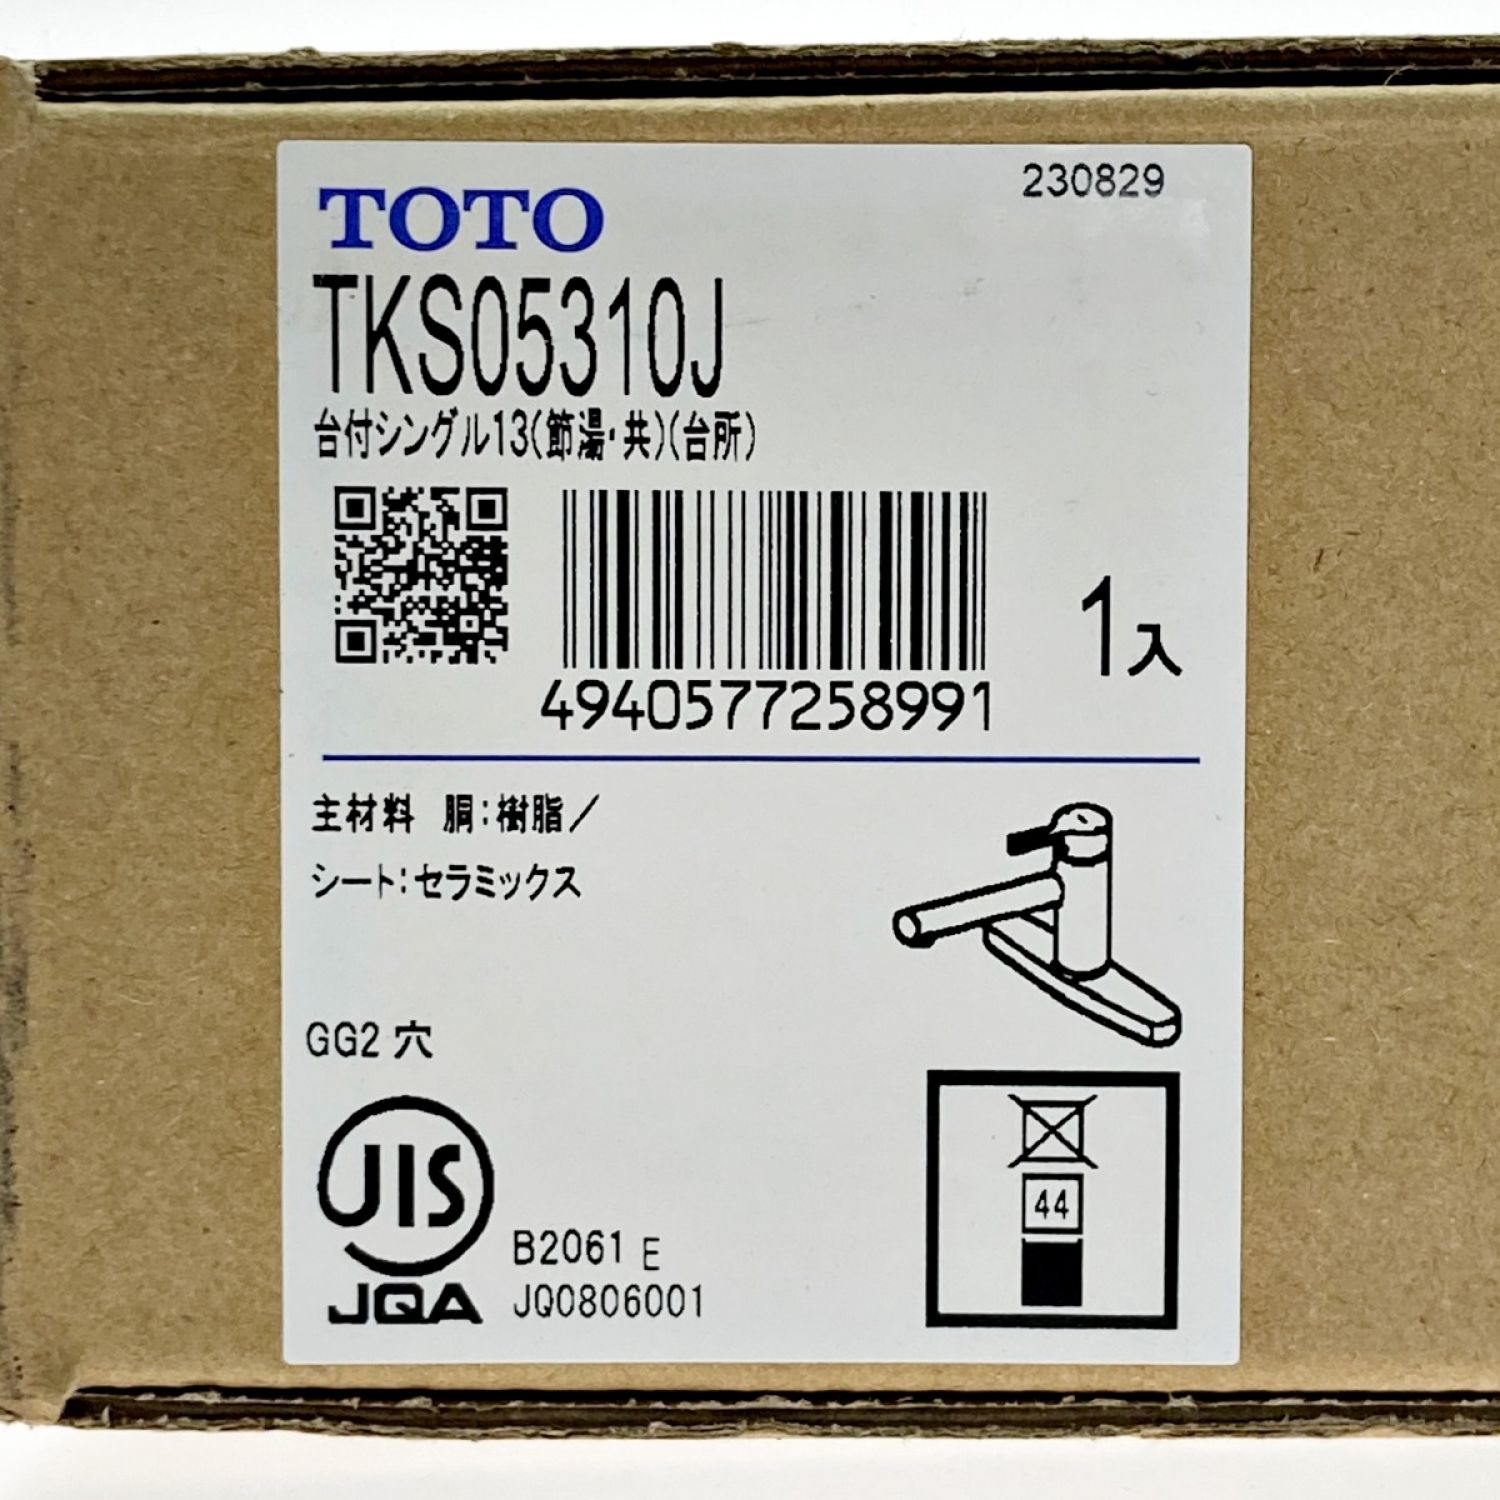 230829
TOTO
TKS05310J
台付シングル13(節湯・共)(台所)
1入
4940577258991
主材料 胴:樹脂/
シート:セラミックス
GG2 穴
JIS
JQA
B2061 E
JQ0806001
44